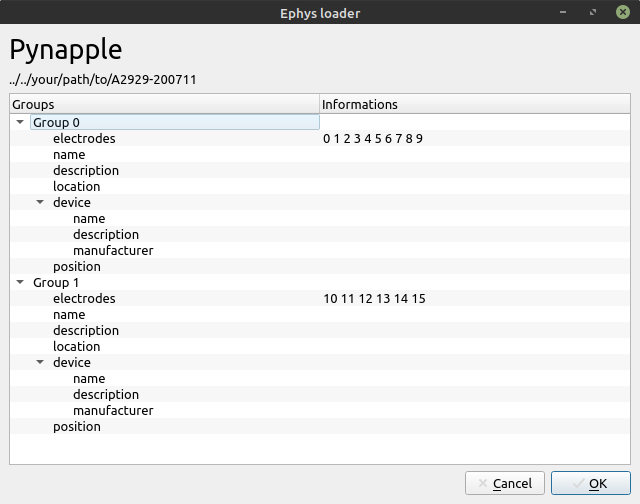 Ephys loader
Pynapple
../../your/path/to/A2929-200711
Groups Informations
Group 0
electrodes 0 1 2 3 4 5 6 7 8 9
name
description
location
device
name
description
manufacturer
position
Group 1
electrodes 10 11 12 13 14 15
name
description
location
device
name
description
manufacturer
position
Cancel OK